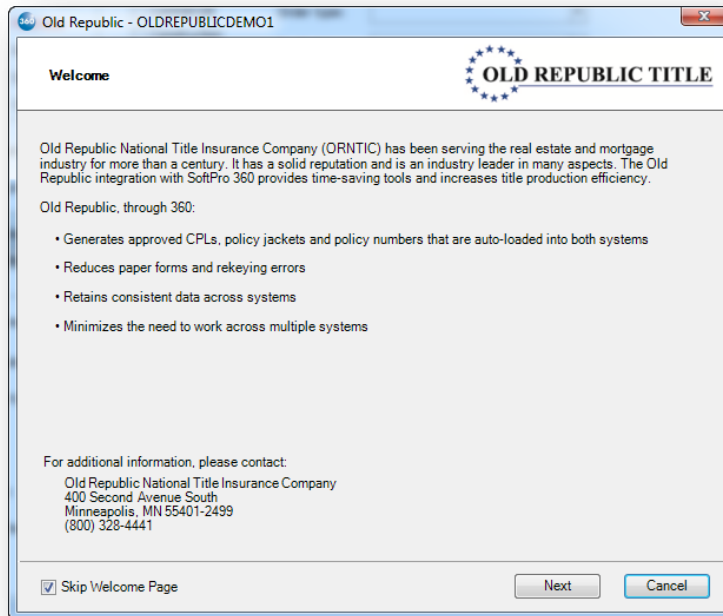 360 Old Republic - OLDREPUBLICDEMO1
Welcome
OLD REPUBLIC TITLE
Old Republic National Title Insurance Company (ORNTIC) has been serving the real estate and mortgage
industry for more than a century. It has a solid reputation and is an industry leader in many aspects. The Old
Republic integration with SoftPro 360 provides time-saving tools and increases title production efficiency.
Old Republic, through 360:
• Generates approved CPLs, policy jackets and policy numbers that are auto-loaded into both systems
• Reduces paper forms and rekeying errors
• Retains consistent data across systems
• Minimizes the need to work across multiple systems
For additional information, please contact:
Old Republic National Title Insurance Company
400 Second Avenue South
Minneapolis, MN 55401-2499
(800) 328-4441
Skip Welcome Page
Next
Cancel